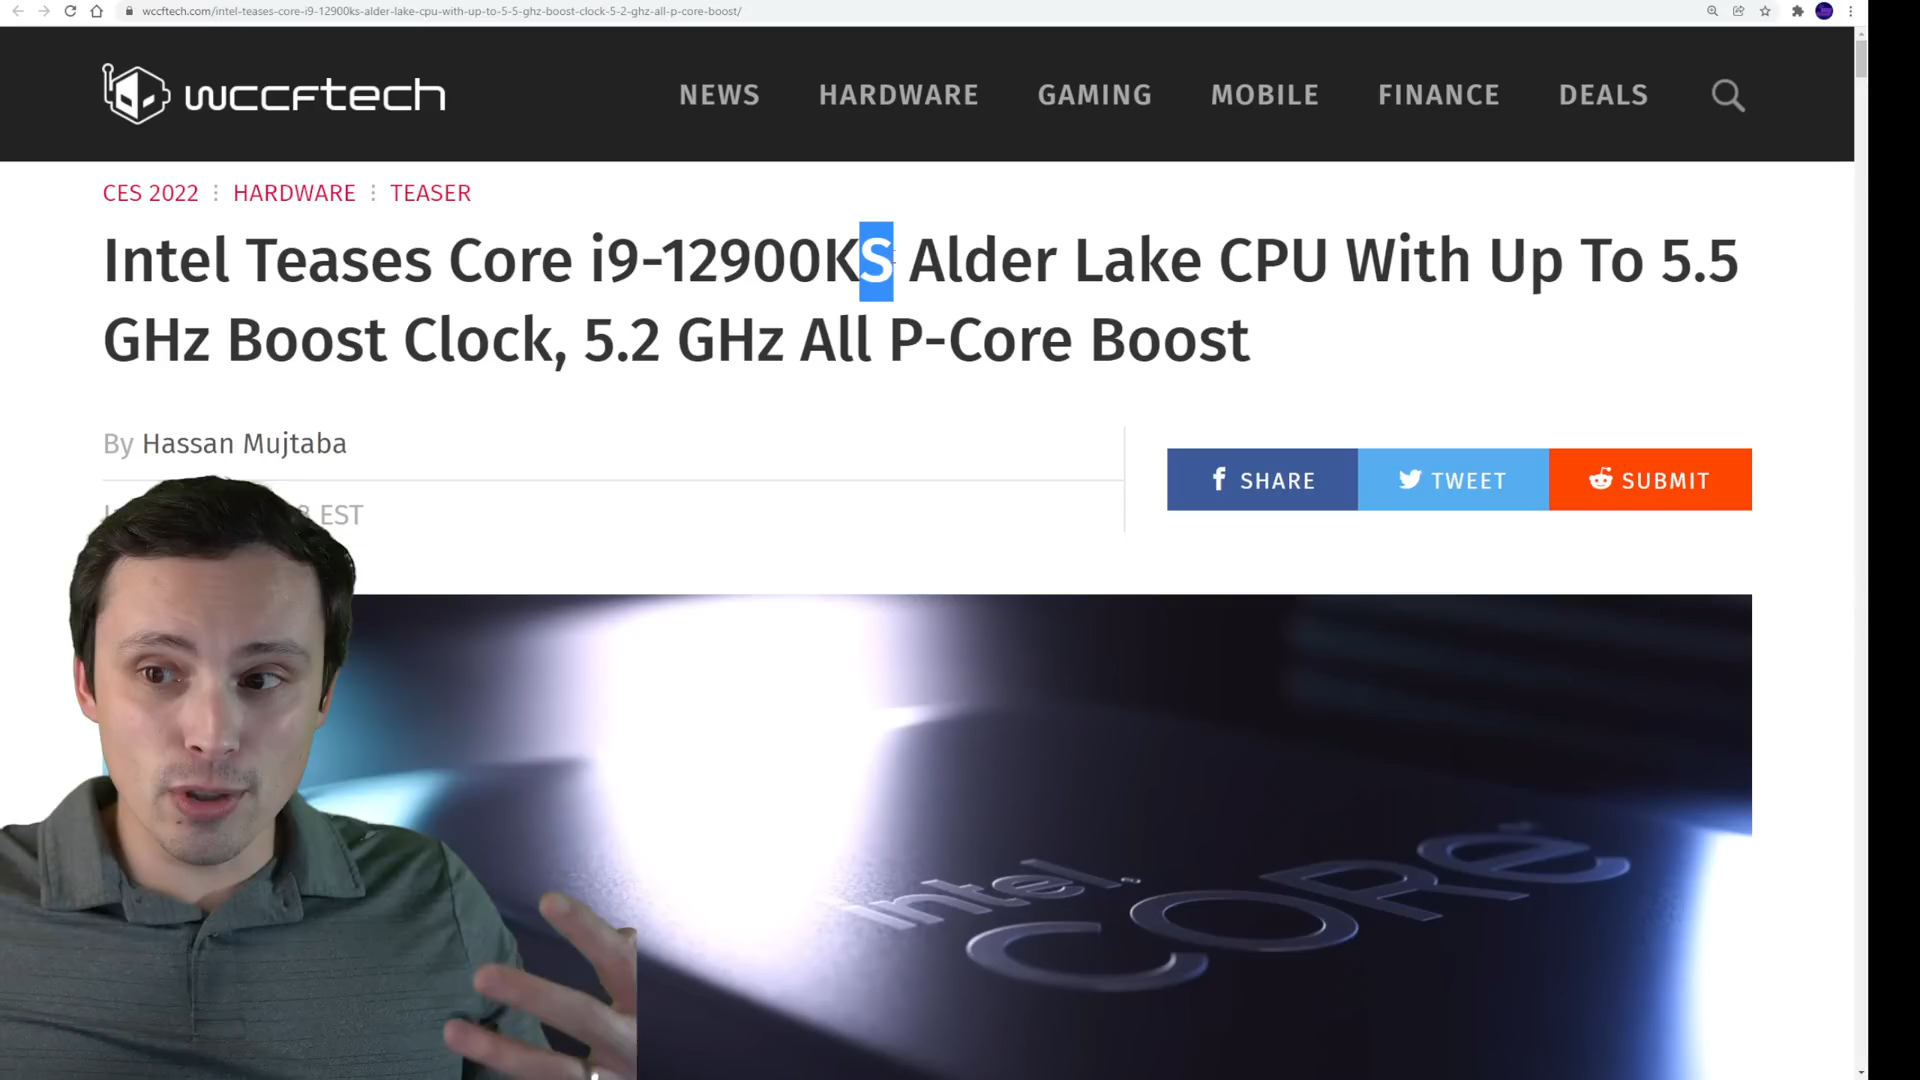 wccftech.com/intel-teases-core-i9-12900ks-alder-lake-cpu-with-up-to-5-5-ghz-boost-clock-5-2-ghz-all-p-core-boost/
wccftech
NEWS HARDWARE GAMING MOBILE FINANCE DEALS
CES 2022 HARDWARE TEASER
Intel Teases Core i9-12900KS Alder Lake CPU With Up To 5.5
GHz Boost Clock, 5.2 GHz All P-Core Boost
By Hassan Mujtaba
SHARE TWEET SUBMIT
EST
intel
CORE